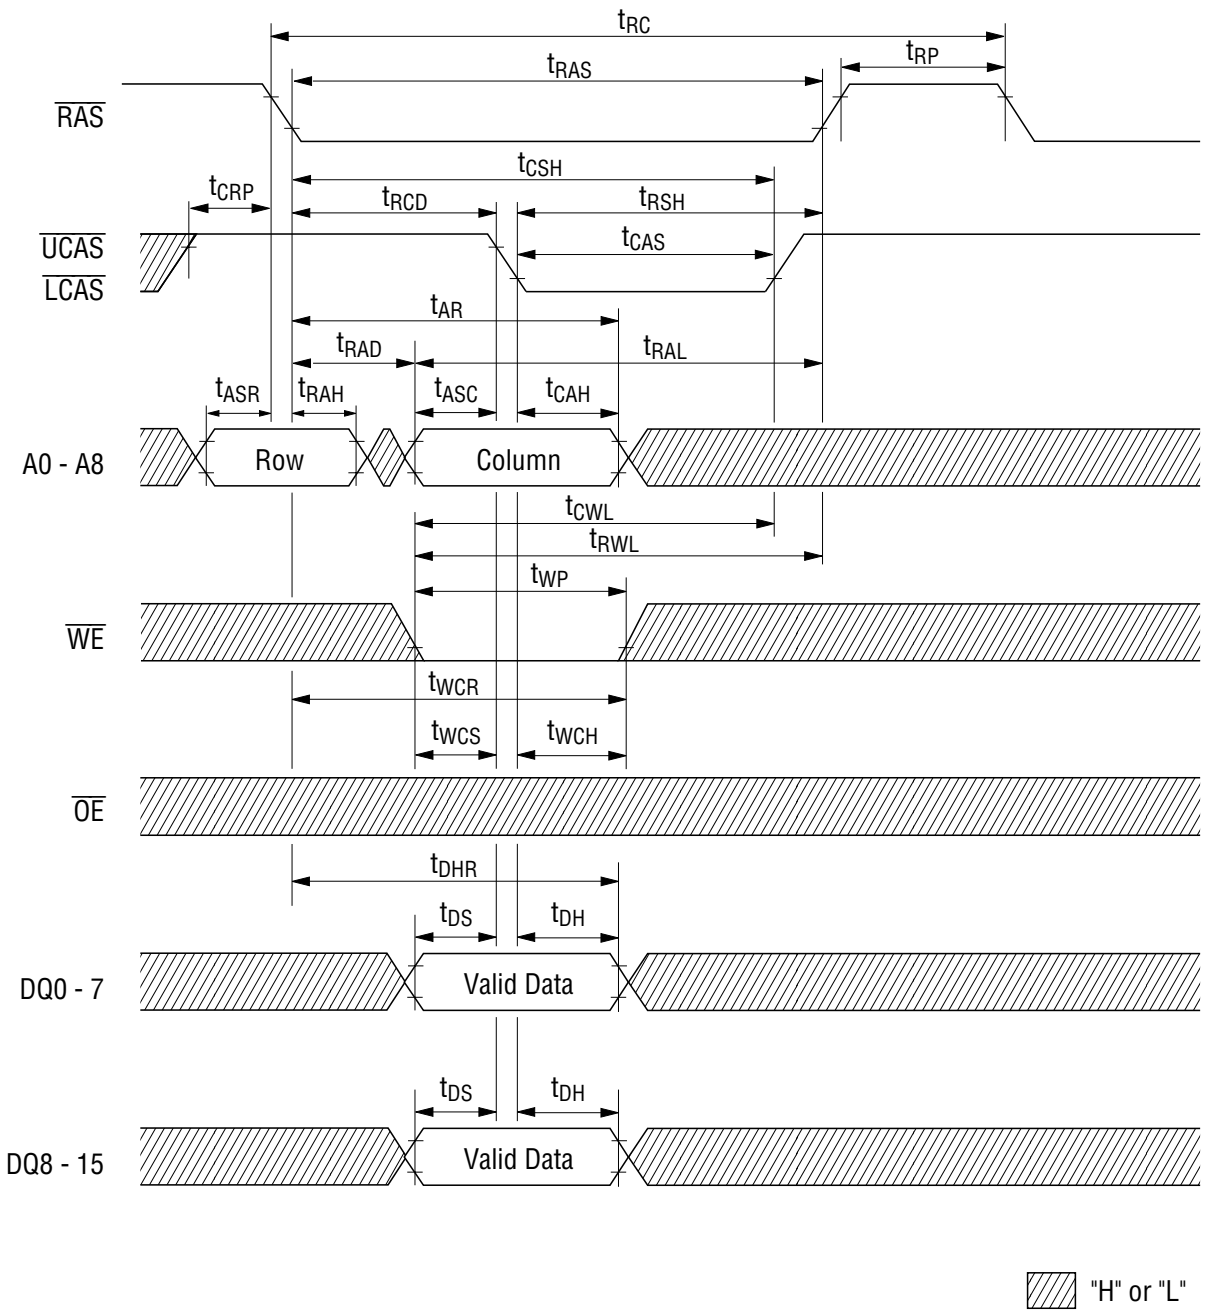 tRC
tRAS
tRP
RAS
tCSH
tCRP
tRCD
tRSH
UCAS
tCAS
LCAS
tAR
tRAD
tRAL
tASR
tRAH
tASC
tCAH
A0 - A8
Row
Column
tCWL
tRWL
tWP
WE
tWCR
tWCS
tWCH
OE
tDHR
tDS
tDH
DQ0 - 7
Valid Data
tDS
tDH
DQ8 - 15
Valid Data
"H" or "L"